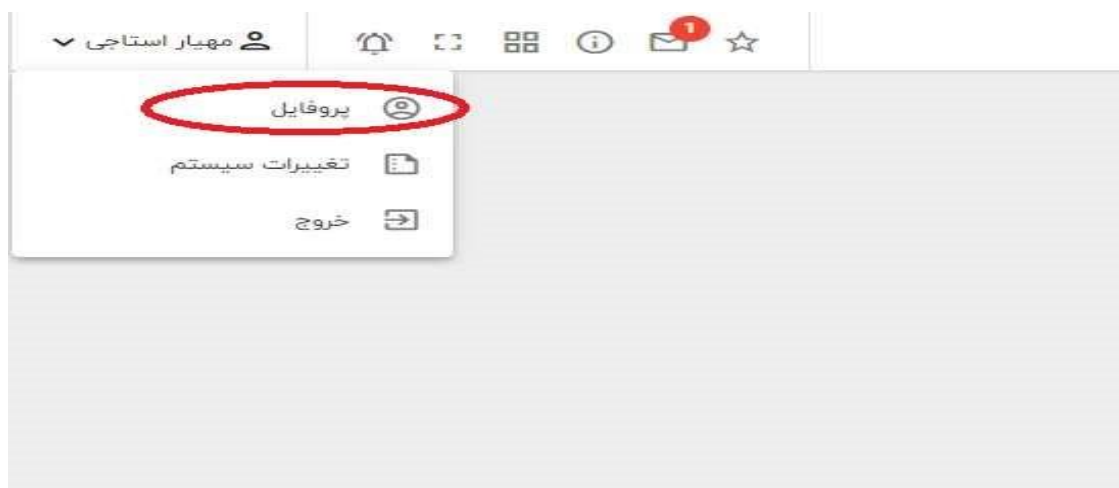 مهیار استاجی
1
پروفایل
تغییرات سیستم
خروج